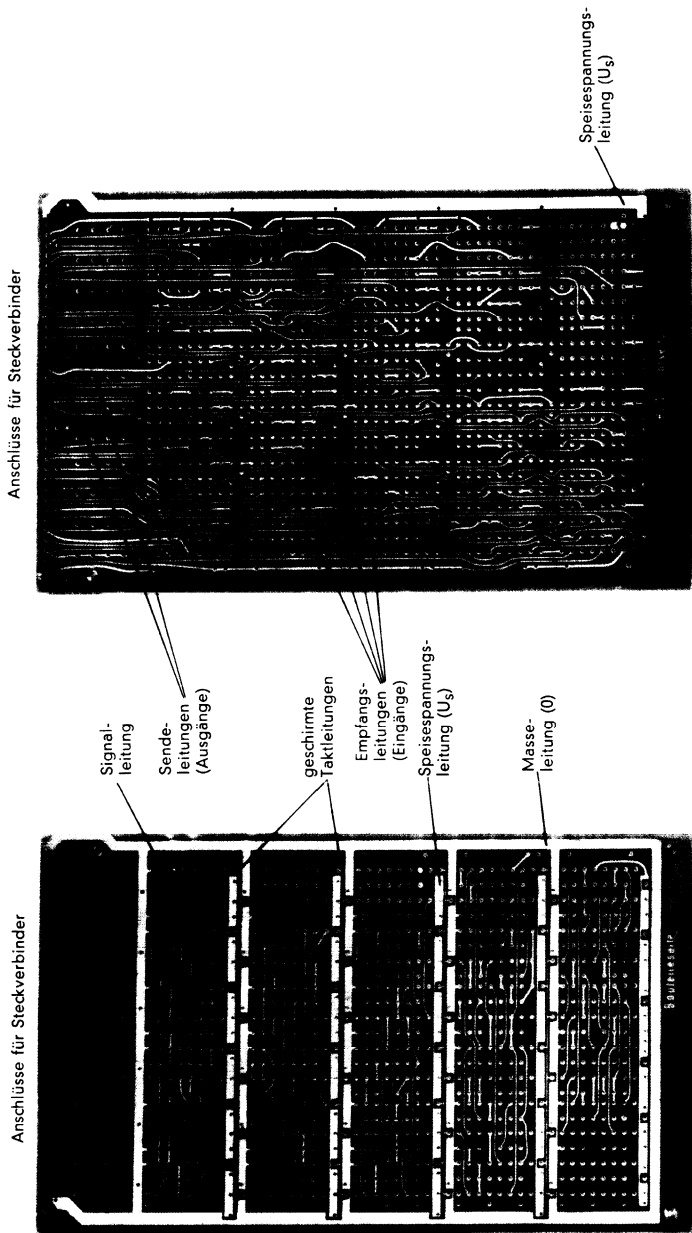 Anschlüsse für Steckverbinder
Signal-
leitung
Sende-
leitungen
(Ausgänge)
geschirmte
Taktleitungen
Empfangs-
leitungen
(Eingänge)
Speisespannungs-
leitung (Us)
Masse-
leitung (0)
Bauteileseite
Anschlüsse für Steckverbinder
Speisespannungs-
leitung (Us)